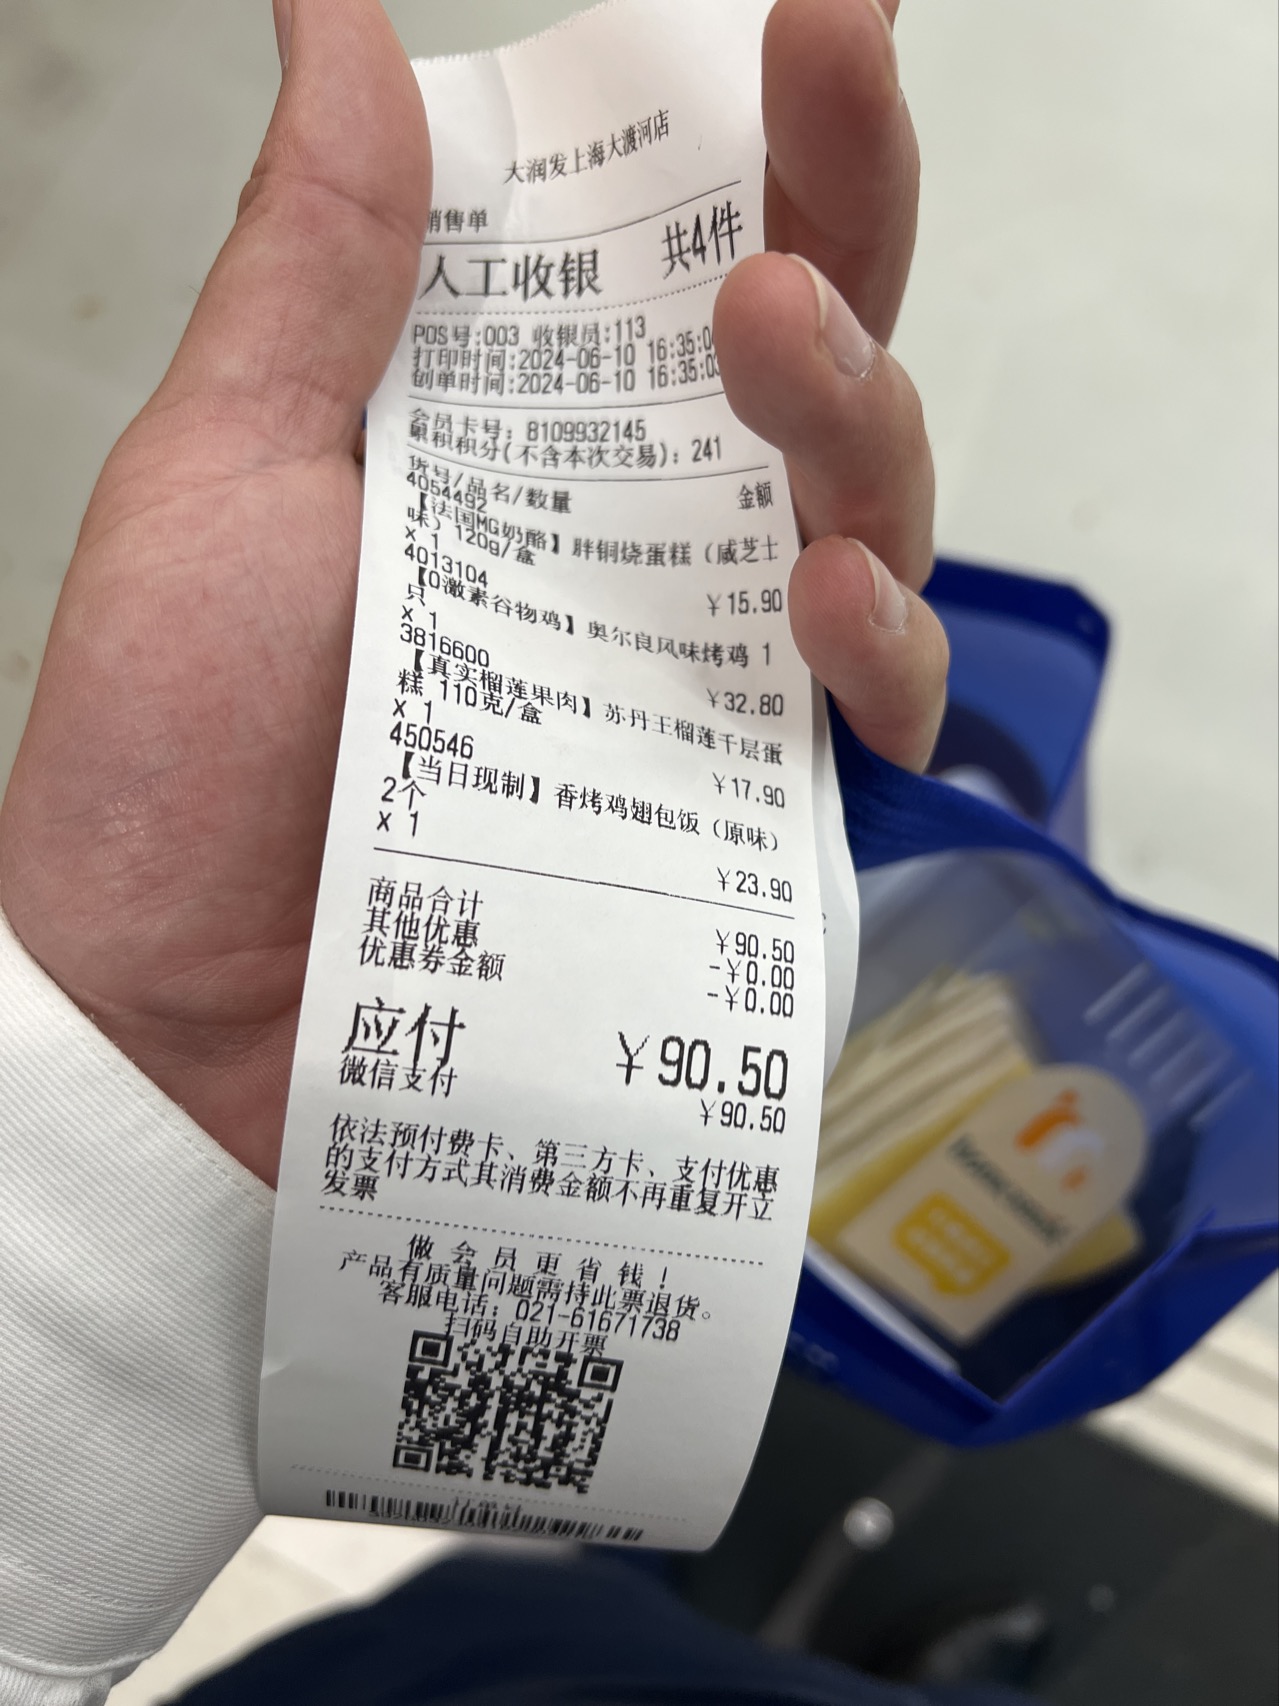 大润发上海大渡河店
销售单
人工收银 共4件
POS号:003 收银员:113
打印时间:2024-06-10 16:35:0
创单时间:2024-06-10 16:35:03
会员卡号: 8109932145
累积积分(不含本次交易): 241
货号/品名/数量 金额
4054492
【法国MG奶酪】胖铜烧蛋糕（咸芝士
味）120g/盒
x 1
¥15.90
4013104
【0激素谷物鸡】奥尔良风味烤鸡 1
只
x 1
¥32.80
3816600
【真实榴莲果肉】苏丹王榴莲千层蛋
糕 110克/盒
x 1
¥17.90
450546
【当日现制】香烤鸡翅包饭（原味）
2个
x 1
¥23.90
商品合计 ¥90.50
其他优惠 -¥0.00
优惠券金额 -¥0.00
应付 ¥90.50
微信支付 ¥90.50
依法预付费卡、第三方卡、支付优惠
的支付方式其消费金额不再重复开立
发票
做会员更省钱！
产品有质量问题需持此票退货。
客服电话: 021-61671738
扫码自助开票